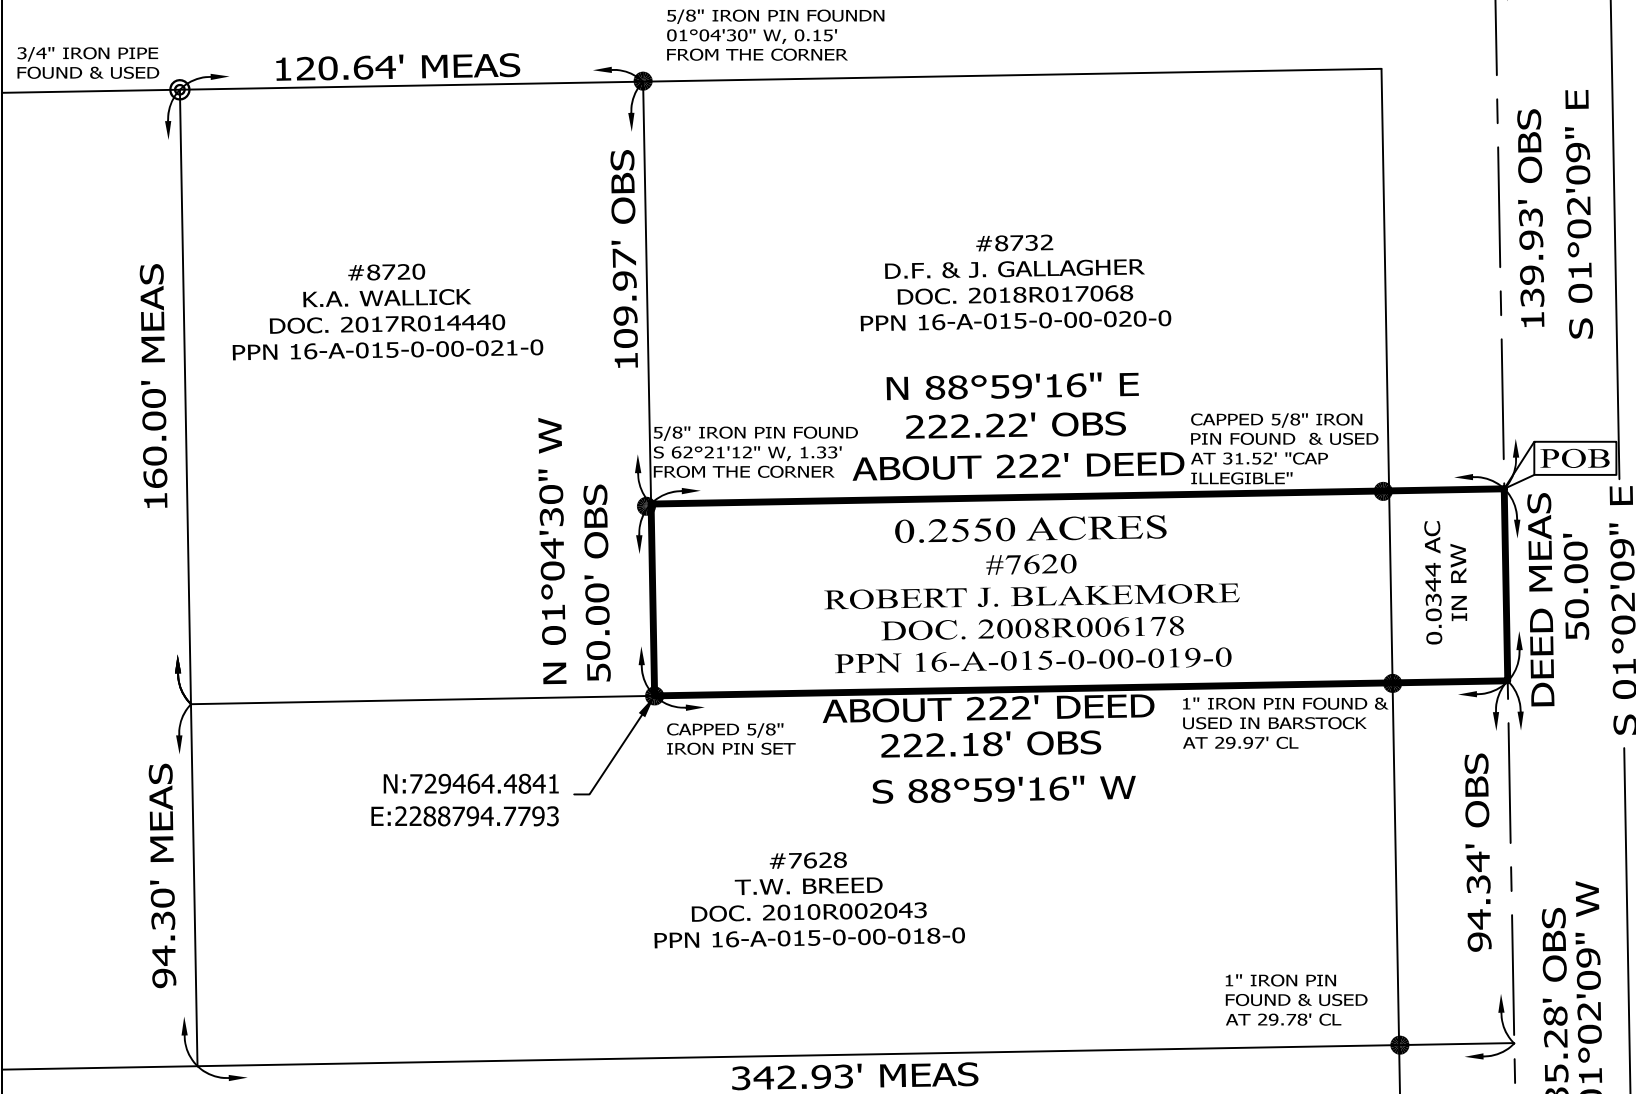 5/8" IRON PIN FOUNDN
01°04'30" W, 0.15'
FROM THE CORNER
3/4" IRON PIPE
FOUND & USED
120.64' MEAS
160.00' MEAS
109.97' OBS
139.93' OBS
S 01°02'09" E
#8720
K.A. WALLICK
DOC. 2017R014440
PPN 16-A-015-0-00-021-0
#8732
D.F. & J. GALLAGHER
DOC. 2018R017068
PPN 16-A-015-0-00-020-0
N 88°59'16" E
222.22' OBS
ABOUT 222' DEED
5/8" IRON PIN FOUND
S 62°21'12" W, 1.33'
FROM THE CORNER
CAPPED 5/8" IRON
PIN FOUND & USED
AT 31.52' "CAP
ILLEGIBLE"
POB
N 01°04'30" W
50.00' OBS
0.2550 ACRES
#7620
ROBERT J. BLAKEMORE
DOC. 2008R006178
PPN 16-A-015-0-00-019-0
0.0344 AC
IN RW
DEED MEAS
50.00'
S 01°02'09" E
ABOUT 222' DEED
222.18' OBS
S 88°59'16" W
CAPPED 5/8"
IRON PIN SET
1" IRON PIN FOUND &
USED IN BARSTOCK
AT 29.97' CL
N:729464.4841
E:2288794.7793
94.30' MEAS
94.34' OBS
#7628
T.W. BREED
DOC. 2010R002043
PPN 16-A-015-0-00-018-0
1" IRON PIN
FOUND & USED
AT 29.78' CL
35.28' OBS
01°02'09" W
342.93' MEAS